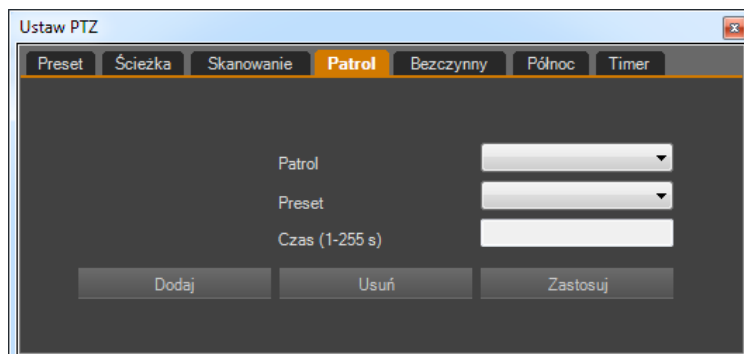 Ustaw PTZ
Preset Ścieżka Skanowanie Patrol Bezczynny Północ Timer
Patrol
Preset
Czas (1-255 s)
Dodaj Usuń Zastosuj